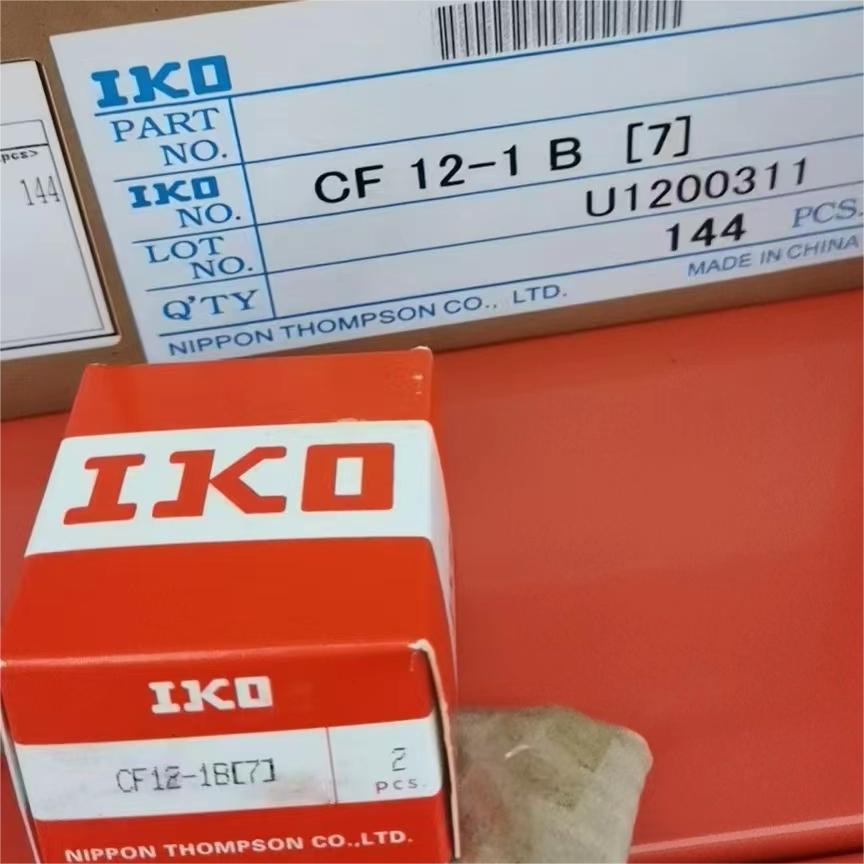 IKO
PART NO.
IKO NO. CF 12-1 B [7]
LOT NO. U1200311
Q'TY 144 PCS.
MADE IN CHINA
NIPPON THOMPSON CO., LTD.
pcs>
144
IKO
IKO
CF12-1B[7] 2 PCS.
NIPPON THOMPSON CO.,LTD.